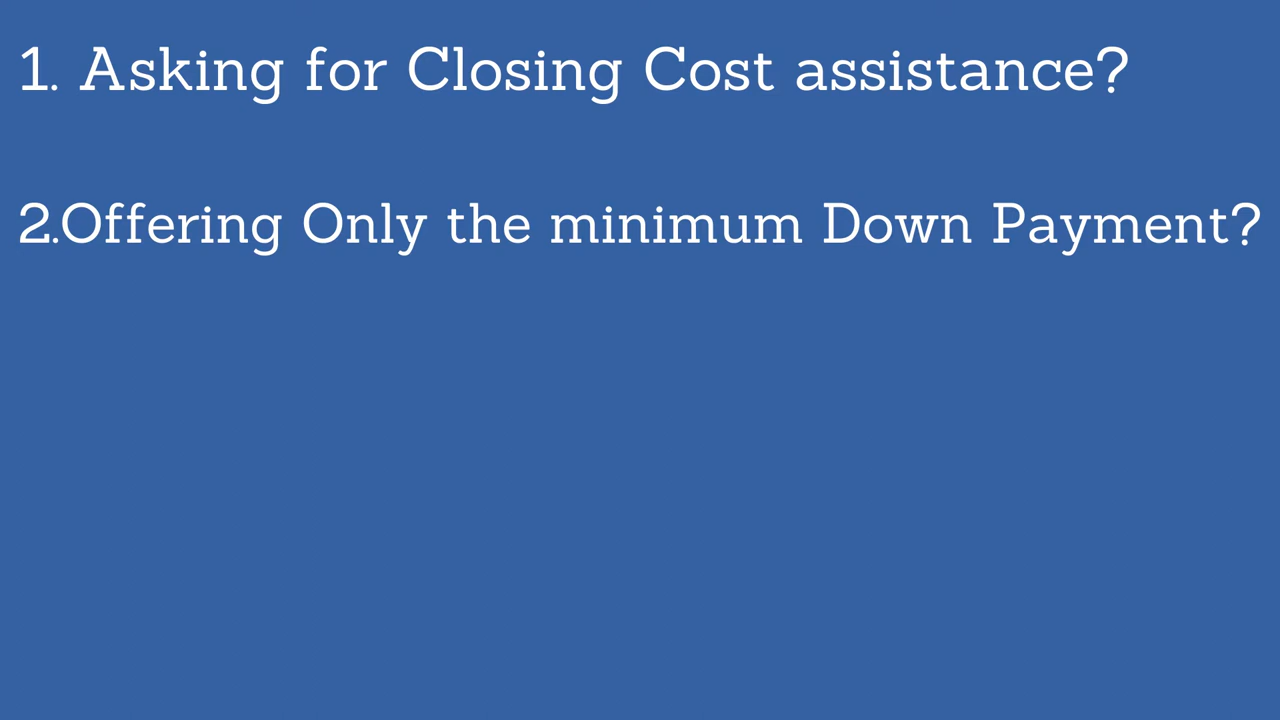 1. Asking for Closing Cost assistance?
2.Offering Only the minimum Down Payment?